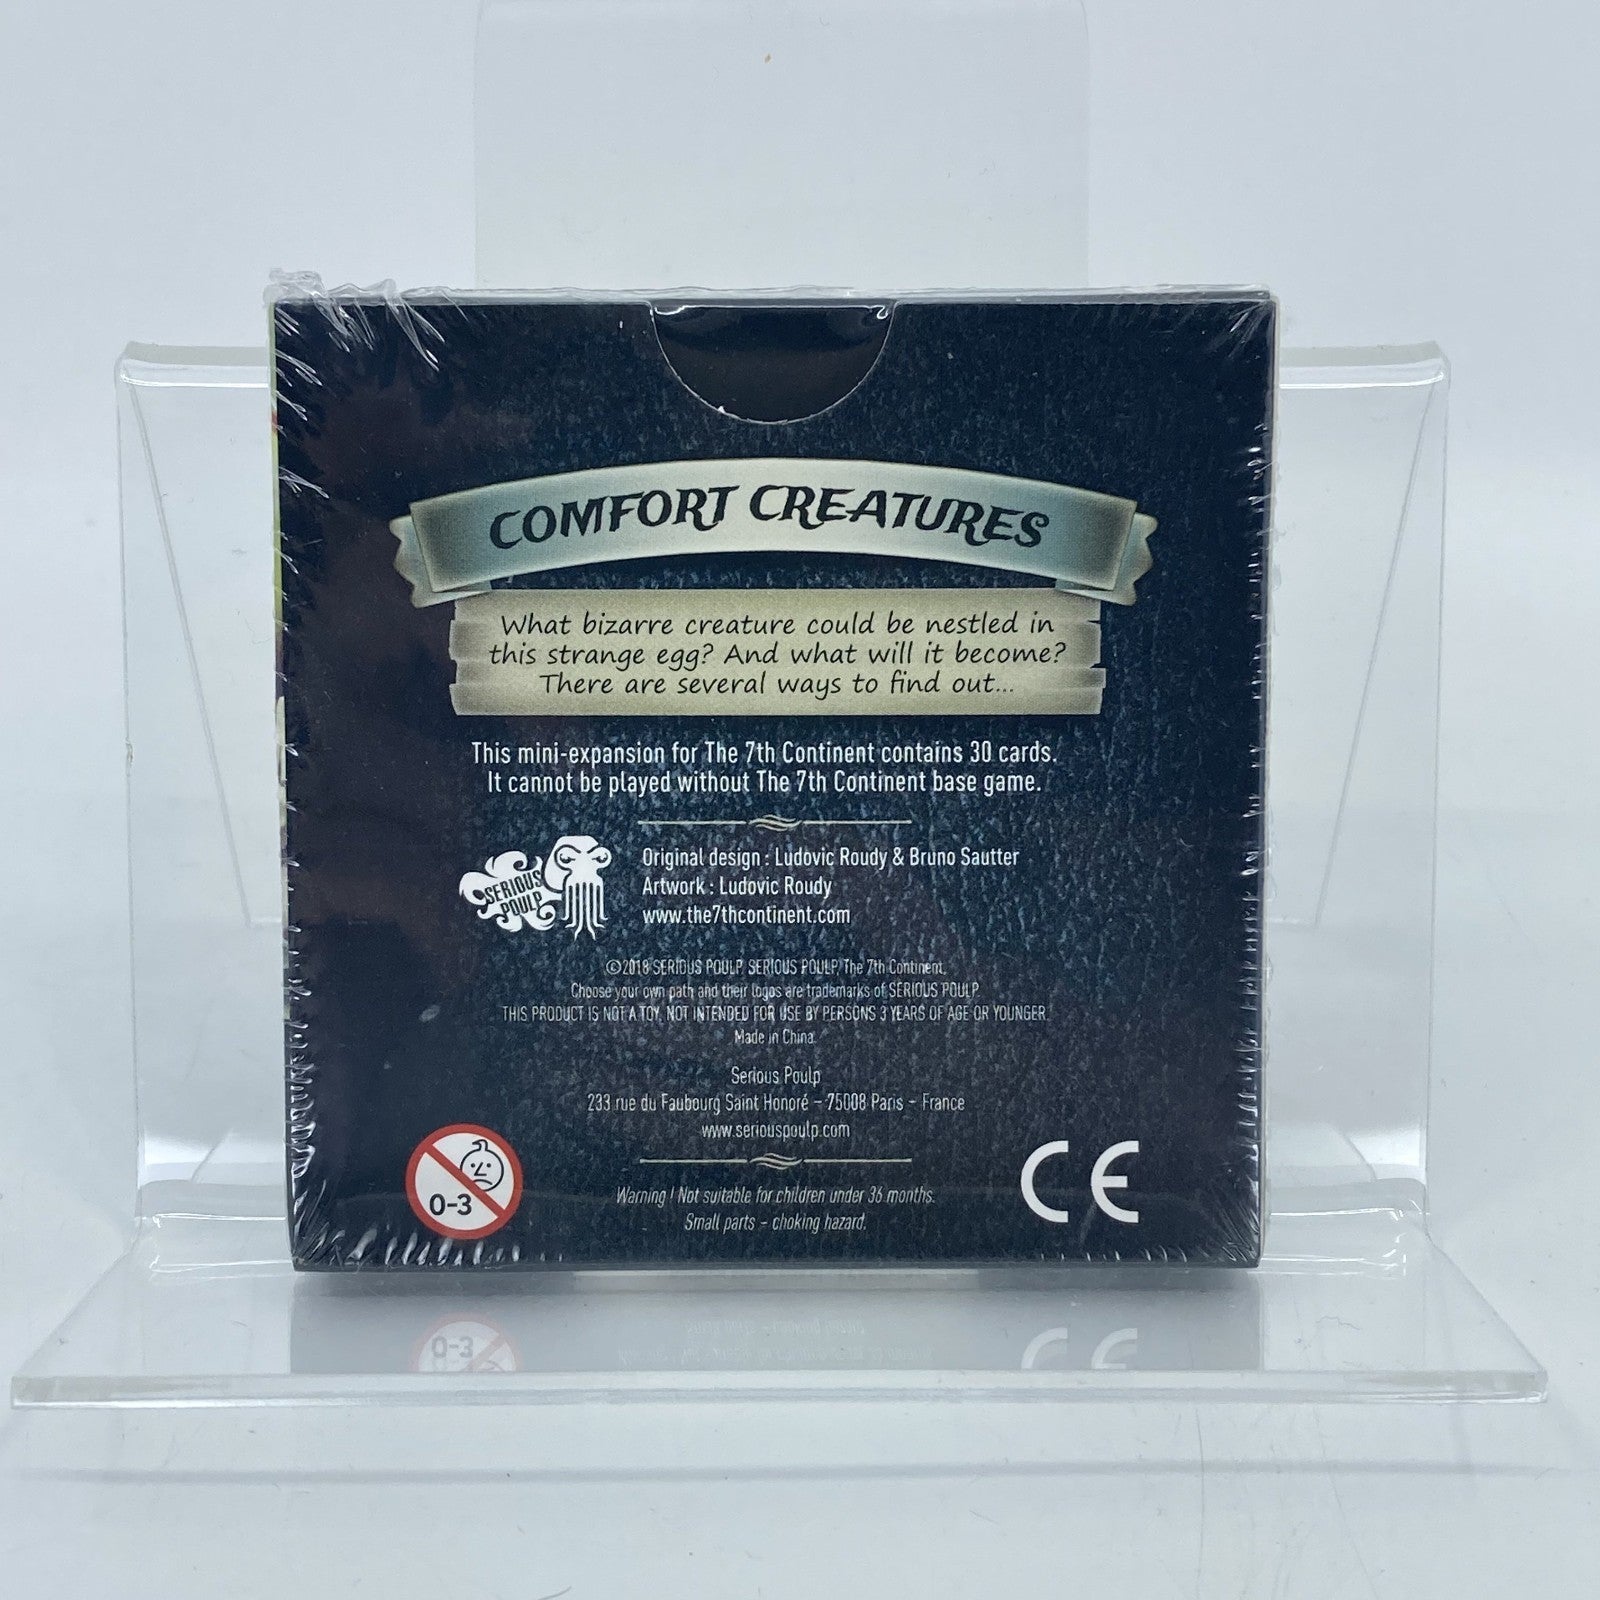 COMFORT CREATURES
What bizarre creature could be nestled in
this strange egg? And what will it become?
There are several ways to find out...
This mini-expansion for The 7th Continent contains 30 cards.
It cannot be played without The 7th Continent base game.
SERIOUS
POULP
Original design : Ludovic Roudy & Bruno Sautter
Artwork : Ludovic Roudy
www.the7thcontinent.com
©2018 SERIOUS POULP. SERIOUS POULP, The 7th Continent,
Choose your own path and their logos are trademarks of SERIOUS POULP.
THIS PRODUCT IS NOT A TOY. NOT INTENDED FOR USE BY PERSONS 3 YEARS OF AGE OR YOUNGER.
Made in China.
Serious Poulp
233 rue du Faubourg Saint Honoré – 75008 Paris – France
www.seriouspoulp.com
0-3
Warning ! Not suitable for children under 36 months.
Small parts – choking hazard.
CE